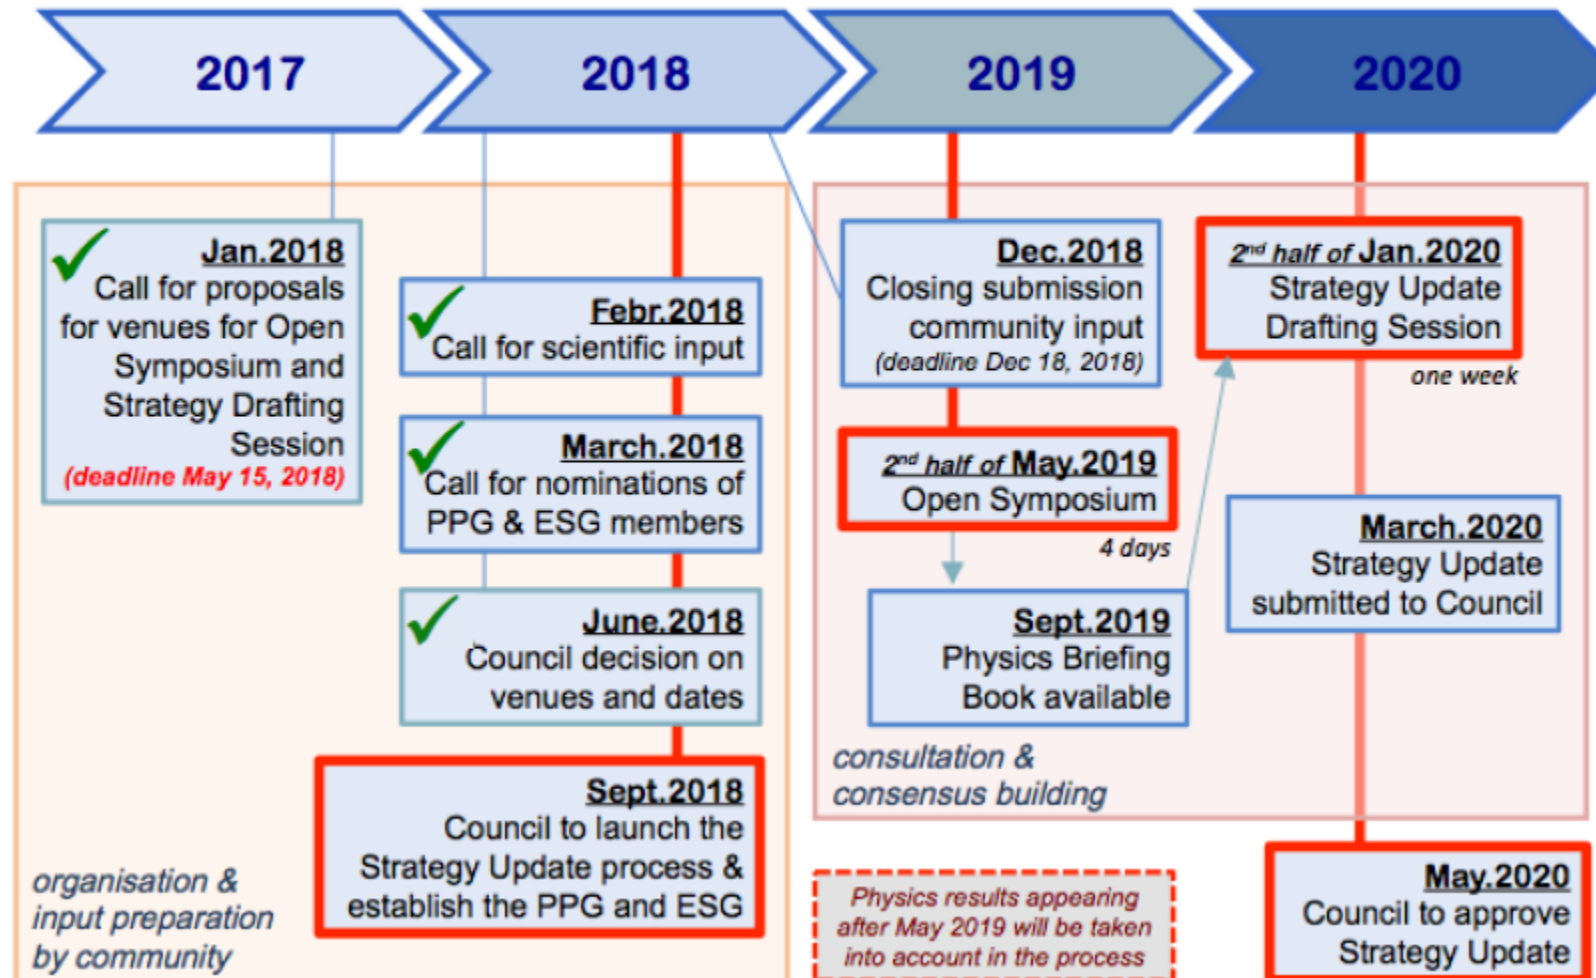 2017
2018
2019
2020
Jan.2018
Call for proposals
for venues for Open
Symposium and
Strategy Drafting
Session
(deadline May 15, 2018)
Febr.2018
Call for scientific input
March.2018
Call for nominations of
PPG & ESG members
June.2018
Council decision on
venues and dates
Sept.2018
Council to launch the
Strategy Update process &
establish the PPG and ESG
organisation &
input preparation
by community
Dec.2018
Closing submission
community input
(deadline Dec 18, 2018)
2nd half of May.2019
Open Symposium
4 days
Sept.2019
Physics Briefing
Book available
consultation &
consensus building
Physics results appearing
after May 2019 will be taken
into account in the process
2nd half of Jan.2020
Strategy Update
Drafting Session
one week
March.2020
Strategy Update
submitted to Council
May.2020
Council to approve
Strategy Update